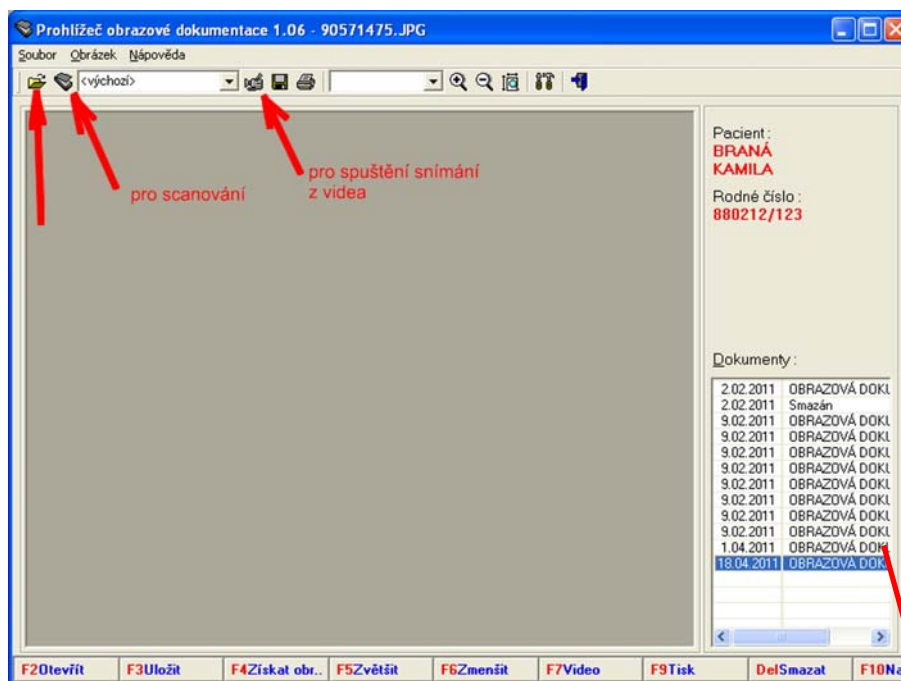 Prohlížeč obrazové dokumentace 1.06 - 90571475.JPG
Soubor Obrázek Nápověda
<výchozí>
pro scanování
pro spuštění snímání
z videa
Pacient :
BRANÁ
KAMILA
Rodné číslo :
880212/123
Dokumenty :
2.02.2011 OBRAZOVÁ DOKU
2.02.2011 Smazán
9.02.2011 OBRAZOVÁ DOKU
9.02.2011 OBRAZOVÁ DOKU
9.02.2011 OBRAZOVÁ DOKU
9.02.2011 OBRAZOVÁ DOKU
9.02.2011 OBRAZOVÁ DOKU
9.02.2011 OBRAZOVÁ DOKU
9.02.2011 OBRAZOVÁ DOKU
9.02.2011 OBRAZOVÁ DOKU
1.04.2011 OBRAZOVÁ DOKU
18.04.2011 OBRAZOVÁ DOK
F2Otevřít F3Uložit F4Získat obr.. F5Zvětšit F6Zmenšit F7Video F9Tisk DelSmazat F10Na